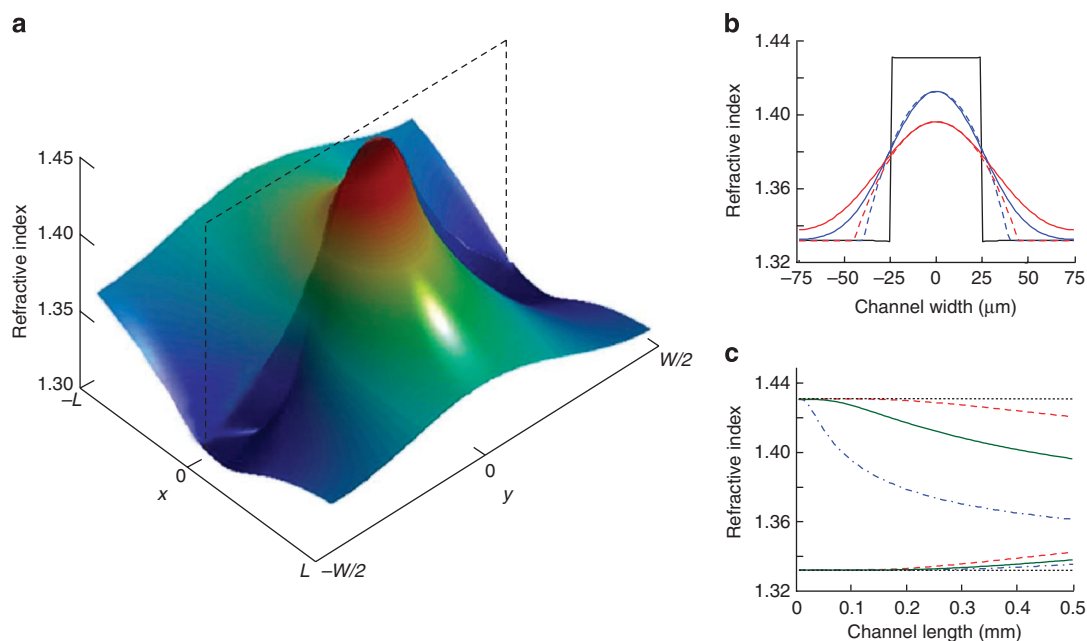 a
Refractive index
1.45
1.40
1.35
1.30
–L
0
x
L
–W/2
0
y
W/2
b
Refractive index
1.44
1.40
1.36
1.32
–75
–50
–25
0
25
50
75
Channel width (μm)
c
Refractive index
1.44
1.40
1.36
1.32
0
0.1
0.2
0.3
0.4
0.5
Channel length (mm)